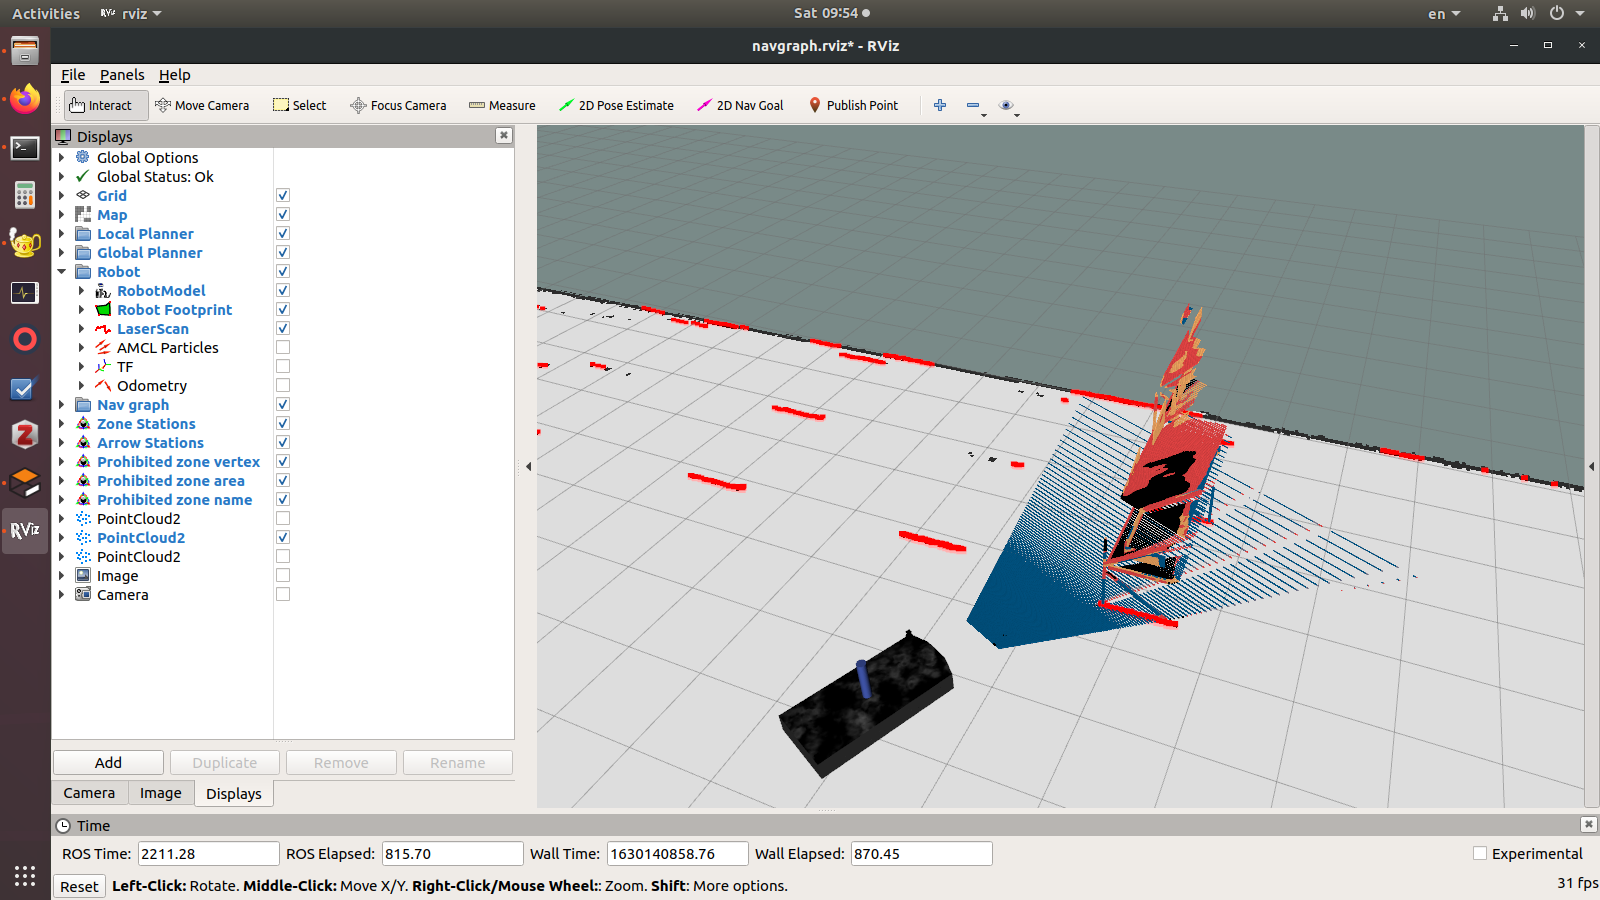 Activities RViz rviz Sat 09:54 en
navgraph.rviz* - RViz
File Panels Help
Interact Move Camera Select Focus Camera Measure 2D Pose Estimate 2D Nav Goal Publish Point
Displays
Global Options
Global Status: Ok
Grid
Map
Local Planner
Global Planner
Robot
RobotModel
Robot Footprint
LaserScan
AMCL Particles
TF
Odometry
Nav graph
Zone Stations
Arrow Stations
Prohibited zone vertex
Prohibited zone area
Prohibited zone name
PointCloud2
PointCloud2
PointCloud2
Image
Camera
RViz
Add Duplicate Remove Rename
Camera Image Displays
Time
ROS Time: 2211.28 ROS Elapsed: 815.70 Wall Time: 1630140858.76 Wall Elapsed: 870.45 Experimental
Reset Left-Click: Rotate. Middle-Click: Move X/Y. Right-Click/Mouse Wheel:: Zoom. Shift: More options. 31 fps